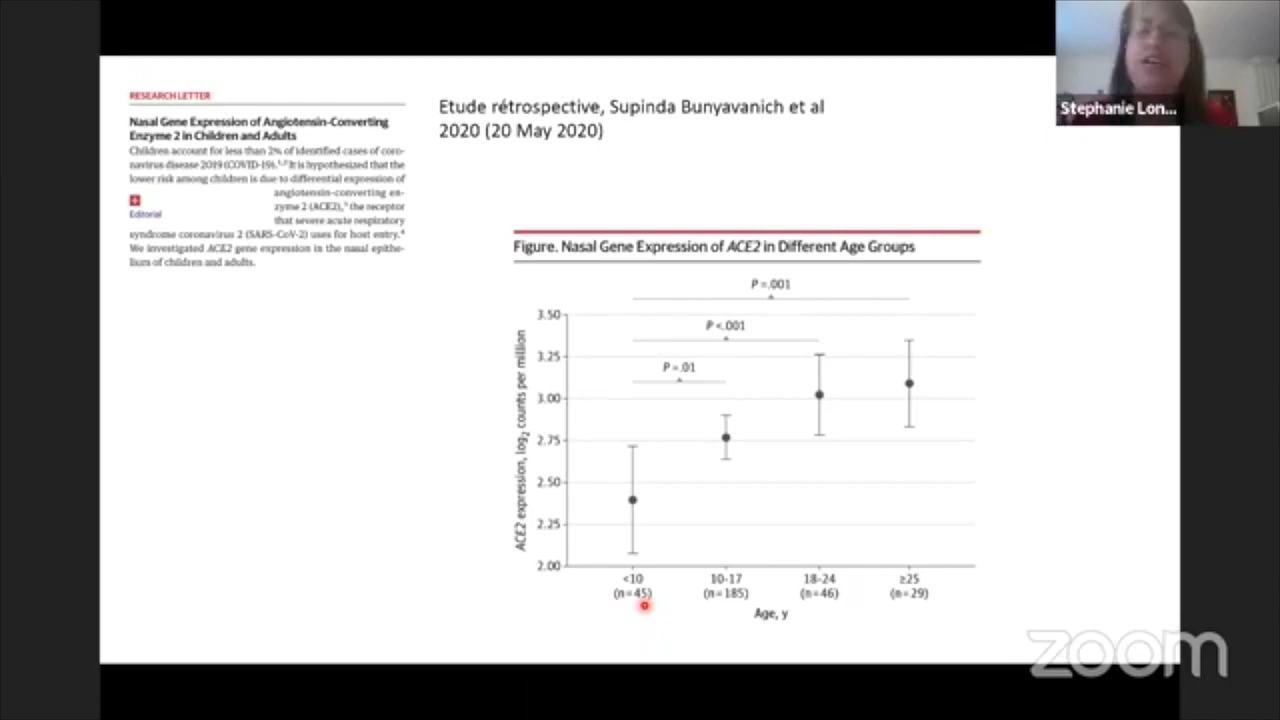 RESEARCH LETTER
Nasal Gene Expression of Angiotensin-Converting
Enzyme 2 in Children and Adults
Children account for less than 2% of identified cases of coro-
navirus disease 2019 (COVID-19).1,2 It is hypothesized that the
lower risk among children is due to differential expression of
angiotensin-converting en-
zyme 2 (ACE2),3 the receptor
that severe acute respiratory
Editorial
syndrome coronavirus 2 (SARS-CoV-2) uses for host entry.4
We investigated ACE2 gene expression in the nasal epithe-
lium of children and adults.
Etude rétrospective, Supinda Bunyavanich et al
2020 (20 May 2020)
Stephanie Lon...
Figure. Nasal Gene Expression of ACE2 in Different Age Groups
P =.001
P <.001
P =.01
ACE2 expression, log2 counts per million
3.50
3.25
3.00
2.75
2.50
2.25
2.00
<10 10-17 18-24 ≥25
(n=45) (n=185) (n=46) (n=29)
Age, y
zoom